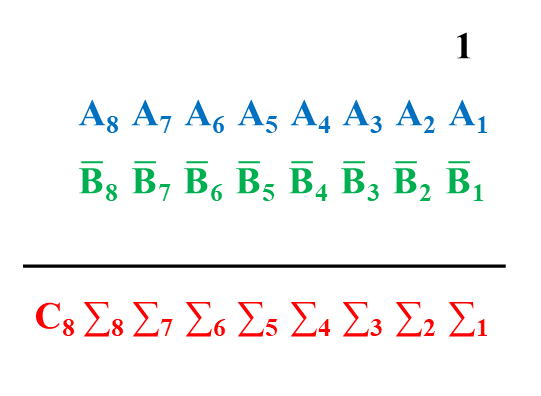 1
A₈ A₇ A₆ A₅ A₄ A₃ A₂ A₁
B̅₈ B̅₇ B̅₆ B̅₅ B̅₄ B̅₃ B̅₂ B̅₁
C₈ ∑₈ ∑₇ ∑₆ ∑₅ ∑₄ ∑₃ ∑₂ ∑₁